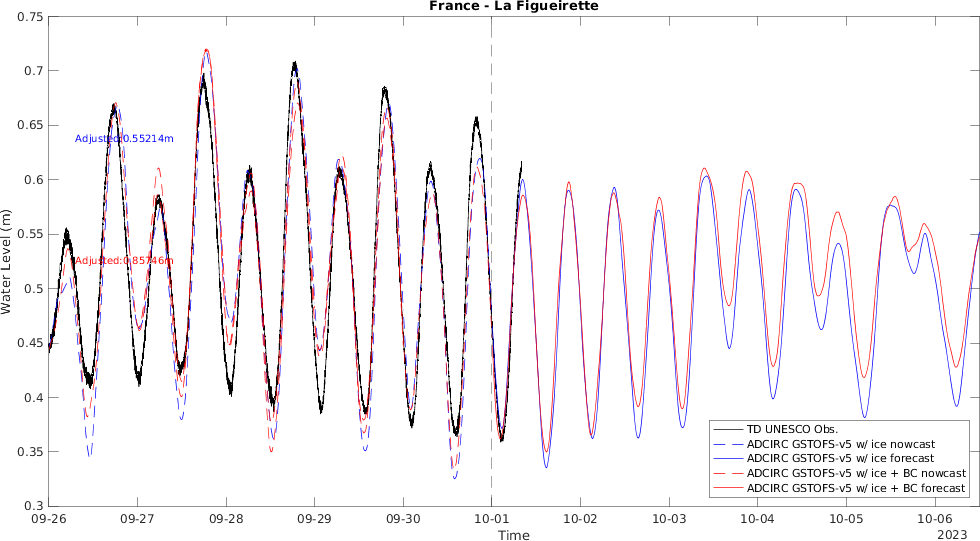 France - La Figueirette
0.75
0.7
0.65
0.6
0.55
0.5
0.45
0.4
0.35
0.3
Water Level (m)
Adjusted:0.55214m
Adjusted:0.85746m
TD UNESCO Obs.
ADCIRC GSTOFS-v5 w/ ice nowcast
ADCIRC GSTOFS-v5 w/ ice forecast
ADCIRC GSTOFS-v5 w/ ice + BC nowcast
ADCIRC GSTOFS-v5 w/ ice + BC forecast
09-26 09-27 09-28 09-29 09-30 10-01 10-02 10-03 10-04 10-05 10-06
Time
2023